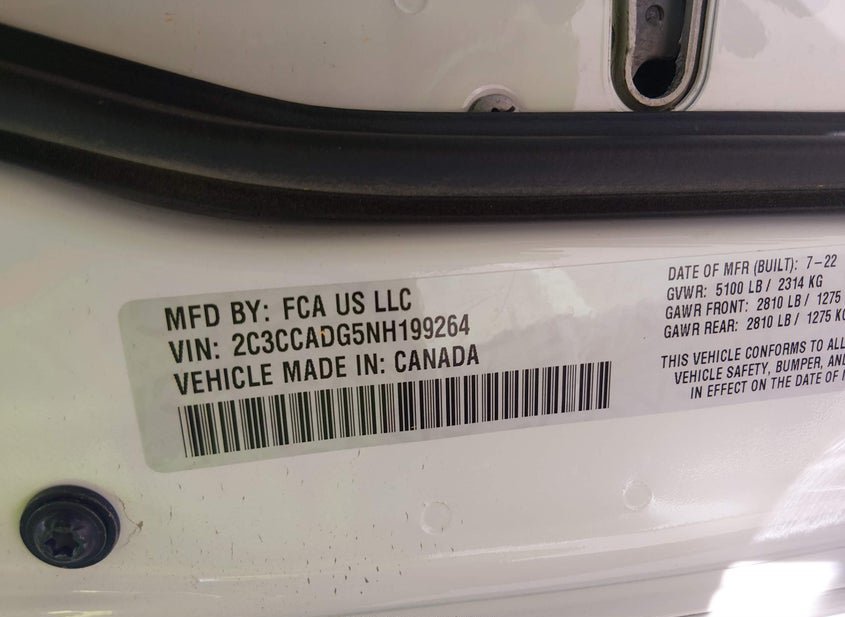 MFD BY: FCA US LLC
VIN: 2C3CCADG5NH199264
VEHICLE MADE IN: CANADA
DATE OF MFR (BUILT): 7-22
GVWR: 5100 LB / 2314 KG
GAWR FRONT: 2810 LB / 1275
GAWR REAR: 2810 LB / 1275 KG
THIS VEHICLE CONFORMS TO ALL
VEHICLE SAFETY, BUMPER, AND
IN EFFECT ON THE DATE OF